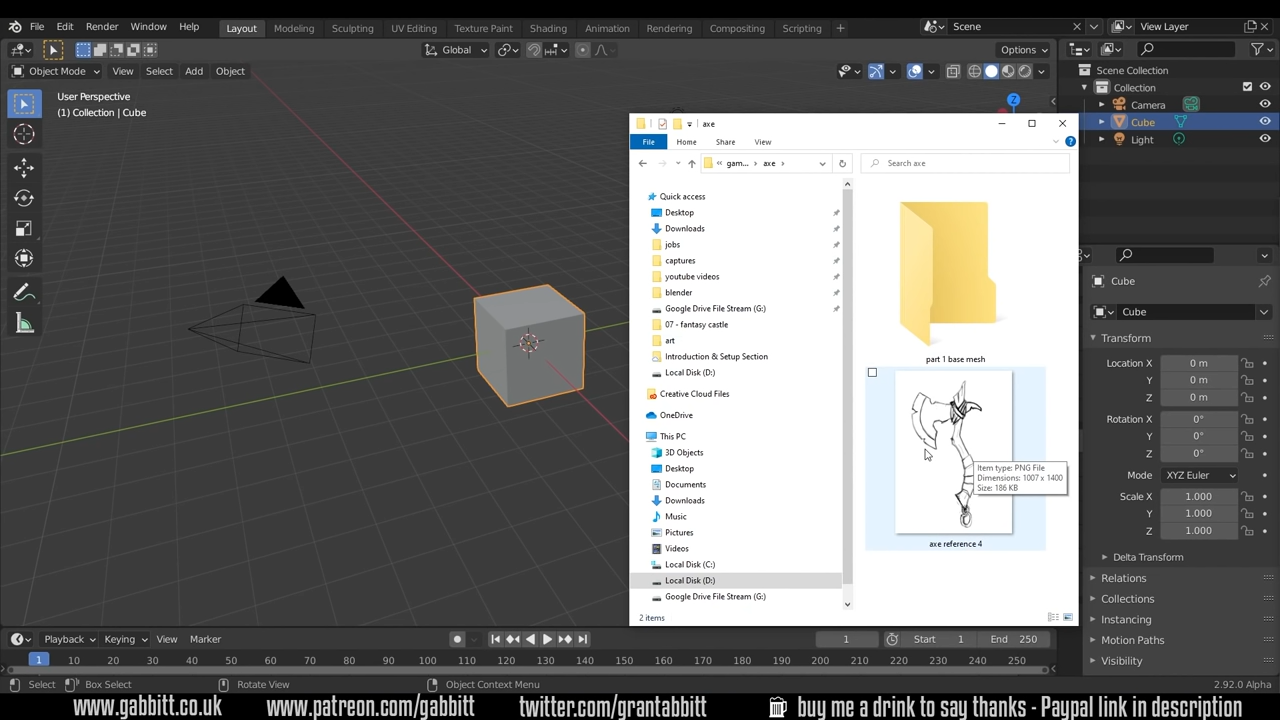 File Edit Render Window Help Layout Modeling Sculpting UV Editing Texture Paint Shading Animation Rendering Compositing Scripting + Scene View Layer
Global Options
Object Mode View Select Add Object
User Perspective
(1) Collection | Cube
Z
Scene Collection
Collection
Camera
Cube
Light
axe
File Home Share View
gam... axe Search axe
Quick access
Desktop
Downloads
jobs
captures
youtube videos
blender
Google Drive File Stream (G:)
07 - fantasy castle
art
Introduction & Setup Section
Local Disk (D:)
Creative Cloud Files
OneDrive
This PC
3D Objects
Desktop
Documents
Downloads
Music
Pictures
Videos
Local Disk (C:)
Local Disk (D:)
Google Drive File Stream (G:)
2 items
part 1 base mesh
Item type: PNG File
Dimensions: 1007 x 1400
Size: 186 KB
axe reference 4
Cube
Cube
Transform
Location X 0 m
Y 0 m
Z 0 m
Rotation X 0°
Y 0°
Z 0°
Mode XYZ Euler
Scale X 1.000
Y 1.000
Z 1.000
Delta Transform
Relations
Collections
Instancing
Motion Paths
Visibility
Playback Keying View Marker 1 Start 1 End 250
1 10 20 30 40 50 60 70 80 90 100 110 120 130 140 150 160 170 180 190 200 210 220 230 240 250
Select Box Select Rotate View Object Context Menu 2.92.0 Alpha
www.gabbitt.co.uk www.patreon.com/gabbitt twitter.com/grantabbitt buy me a drink to say thanks - Paypal link in description